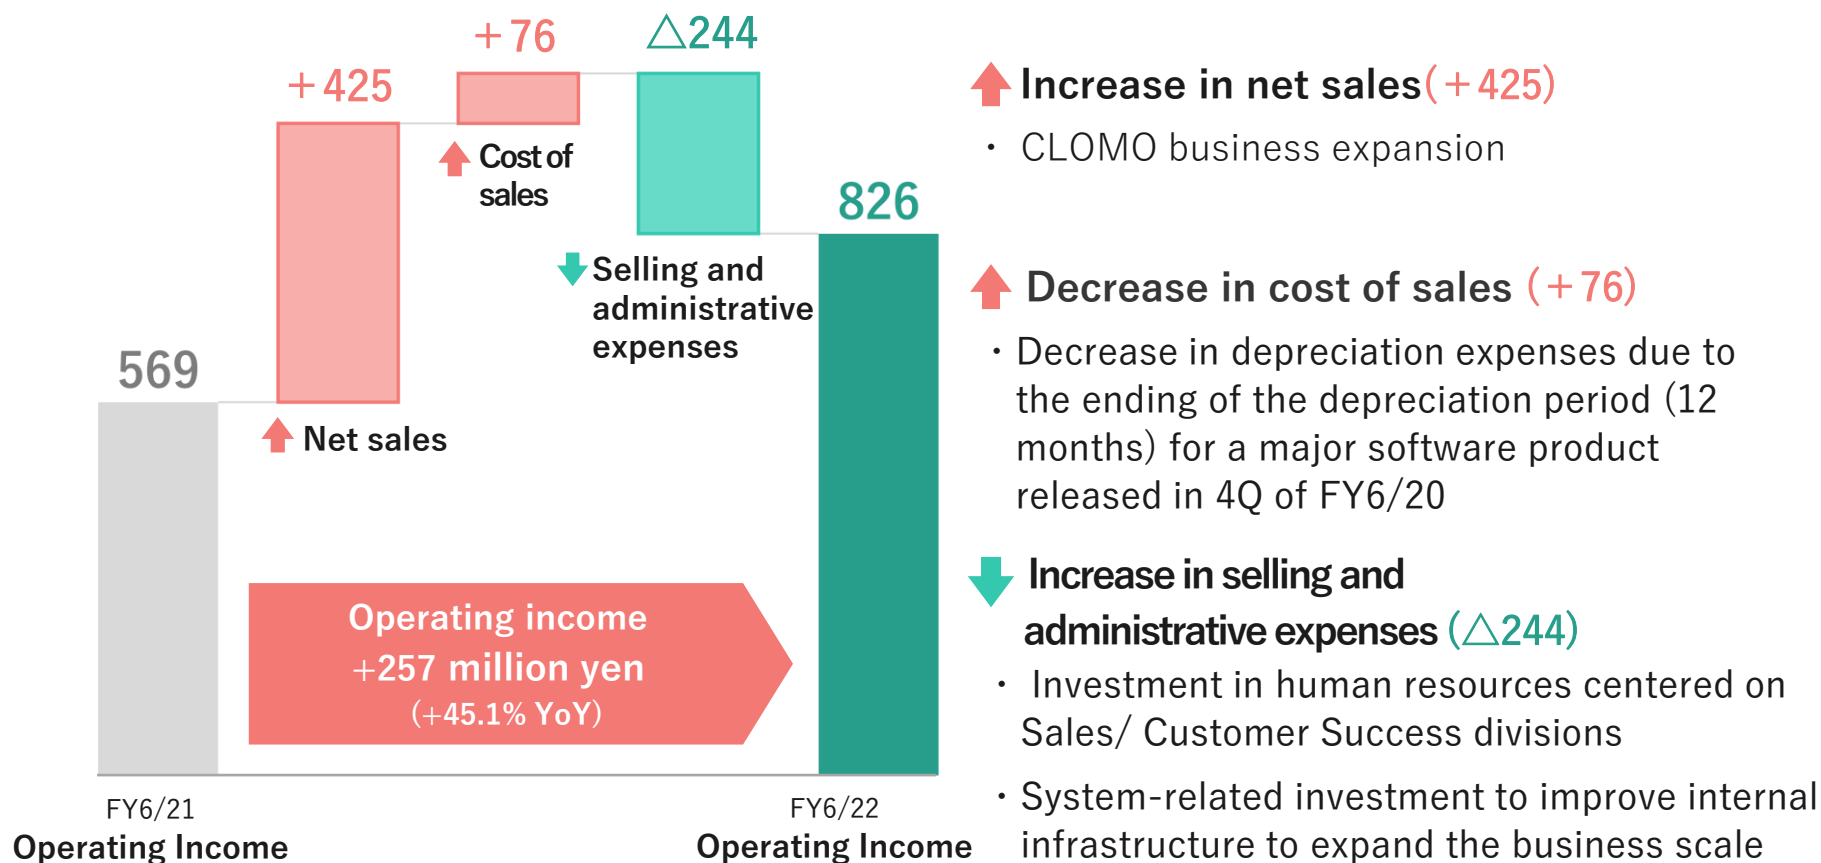 +425
+76
△244
Cost of
sales
Net sales
Selling and
administrative
expenses
569
826
Operating income
+257 million yen
(+45.1% YoY)
FY6/21
Operating Income
FY6/22
Operating Income
Increase in net sales(+425)
・ CLOMO business expansion
Decrease in cost of sales (+76)
・Decrease in depreciation expenses due to
the ending of the depreciation period (12
months) for a major software product
released in 4Q of FY6/20
Increase in selling and
administrative expenses (△244)
・ Investment in human resources centered on
Sales/ Customer Success divisions
・System-related investment to improve internal
infrastructure to expand the business scale